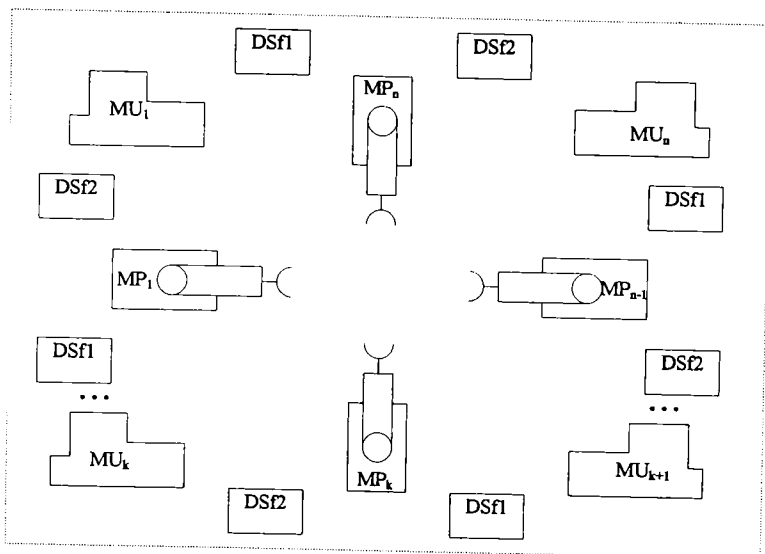 DSf1
DSf2
MU₁
MPₙ
MUₙ
DSf2
DSf1
MP₁
MPₙ₋₁
DSf1
DSf2
...
...
MUₖ
MPₖ
MUₖ₊₁
DSf2
DSf1